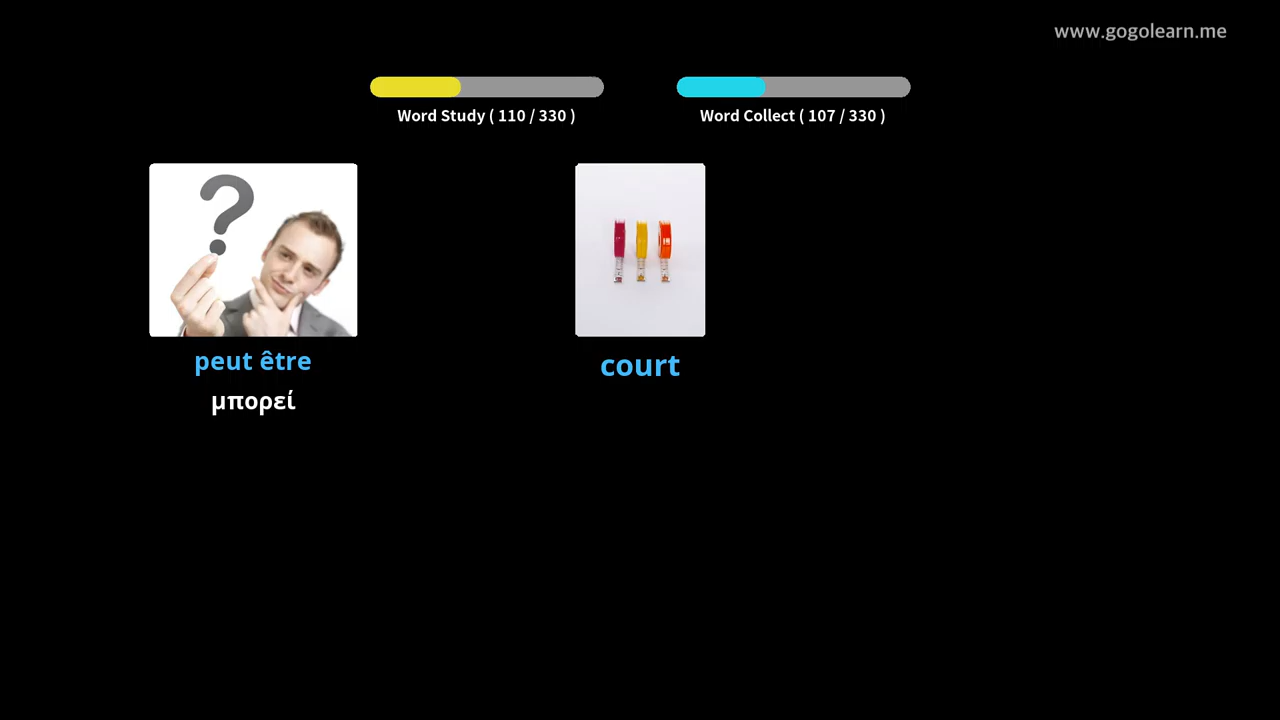 www.gogolearn.me
Word Study ( 110 / 330 )
Word Collect ( 107 / 330 )
peut être
μπορεί
court